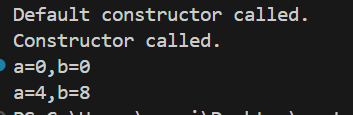 Default constructor called.
Constructor called.
a=0,b=0
a=4,b=8